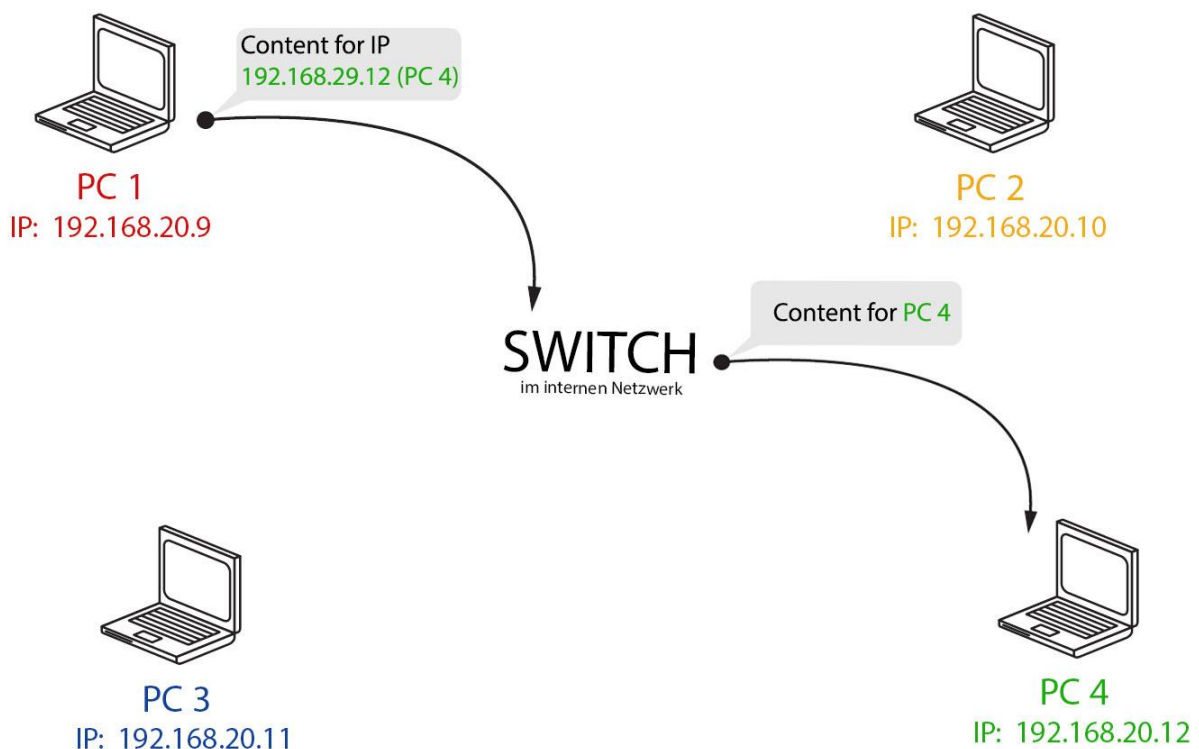 Content for IP
192.168.29.12 (PC 4)
PC 1
IP: 192.168.20.9
PC 2
IP: 192.168.20.10
Content for PC 4
SWITCH
im internen Netzwerk
PC 3
IP: 192.168.20.11
PC 4
IP: 192.168.20.12